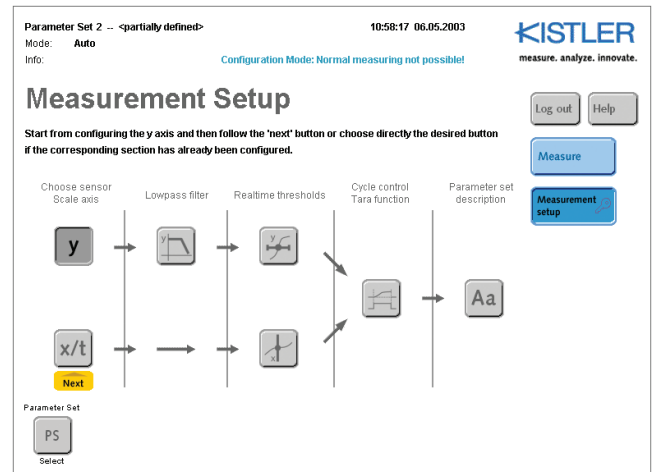 Parameter Set 2 -- <partially defined>
10:58:17 06.05.2003
Mode: Auto
Info: Configuration Mode: Normal measuring not possible!
KISTLER
measure. analyze. innovate.
Measurement Setup
Start from configuring the y axis and then follow the 'next' button or choose directly the desired button
if the corresponding section has already been configured.
Log out
Help
Measure
Measurement
setup
Choose sensor
Scale axis
Lowpass filter
Realtime thresholds
Cycle control
Tara function
Parameter set
description
y
y
y
Aa
x/t
x
Next
Parameter Set
PS
Select